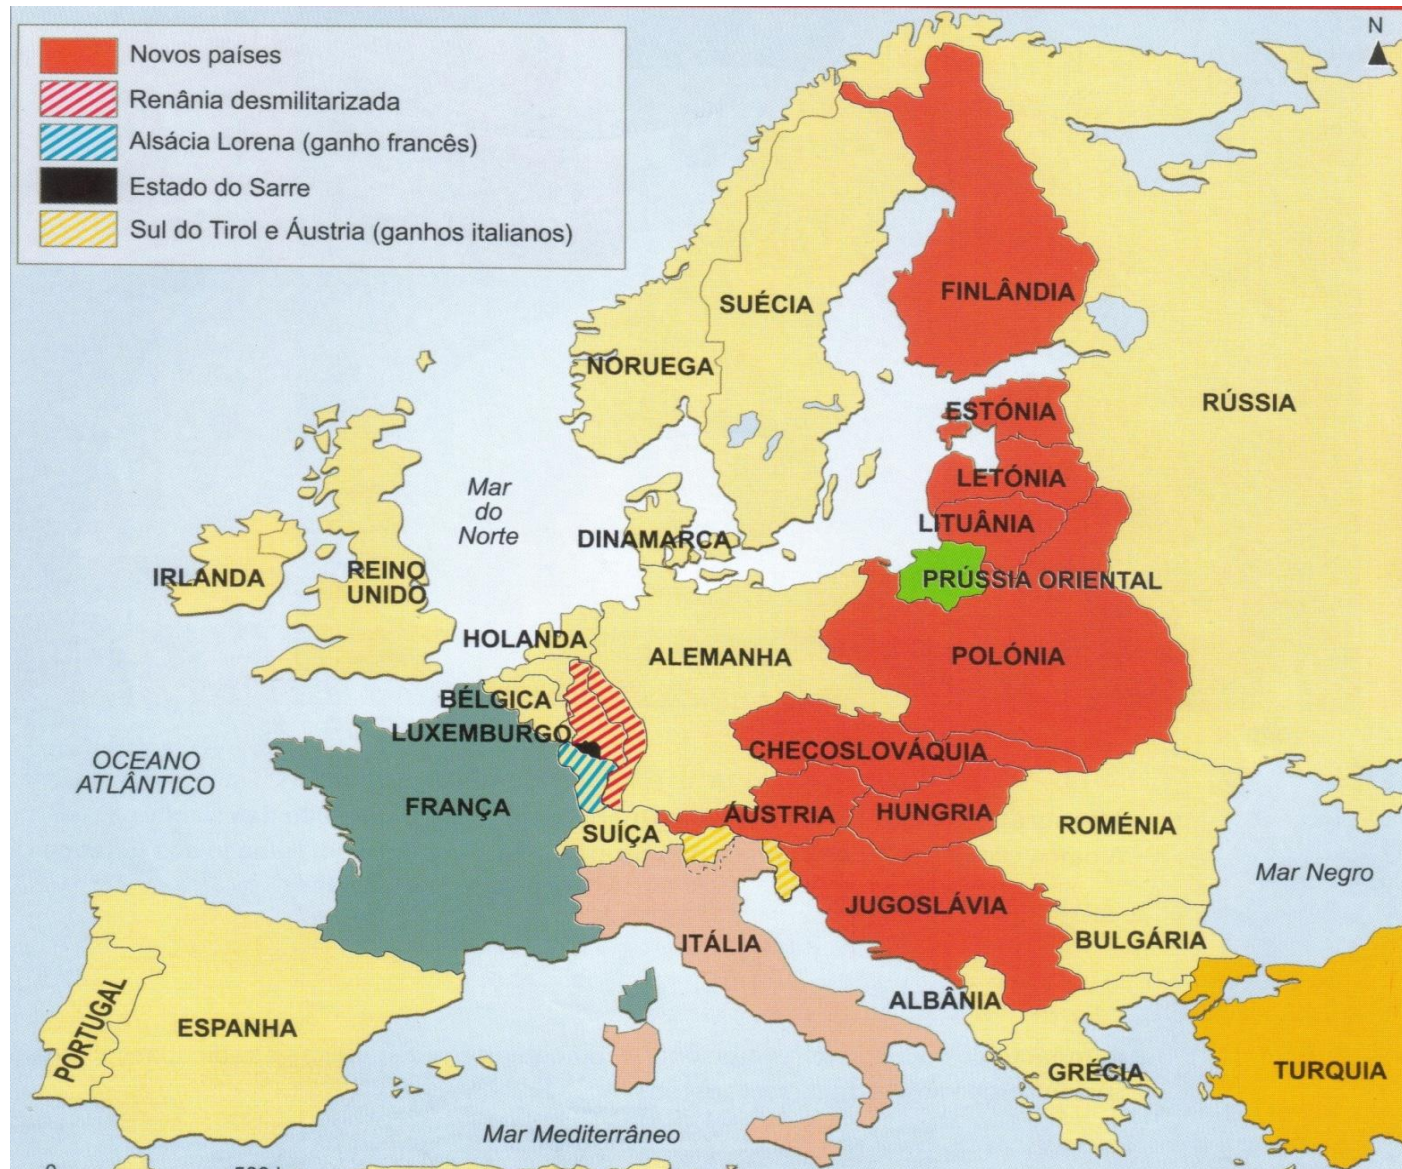 Novos países
Renânia desmilitarizada
Alsácia Lorena (ganho francês)
Estado do Sarre
Sul do Tirol e Áustria (ganhos italianos)
N
FINLÂNDIA
SUÉCIA
NORUEGA
RÚSSIA
ESTÓNIA
LETÓNIA
Mar
do
Norte
LITUÂNIA
DINAMARCA
IRLANDA
REINO
UNIDO
PRÚSSIA ORIENTAL
HOLANDA
ALEMANHA
POLÓNIA
BÉLGICA
LUXEMBURGO
CHECOSLOVÁQUIA
OCEANO
ATLÂNTICO
FRANÇA
ÁUSTRIA
HUNGRIA
SUÍÇA
ROMÉNIA
Mar Negro
JUGOSLÁVIA
ITÁLIA
BULGÁRIA
ALBÂNIA
PORTUGAL
ESPANHA
GRÉCIA
TURQUIA
Mar Mediterrâneo